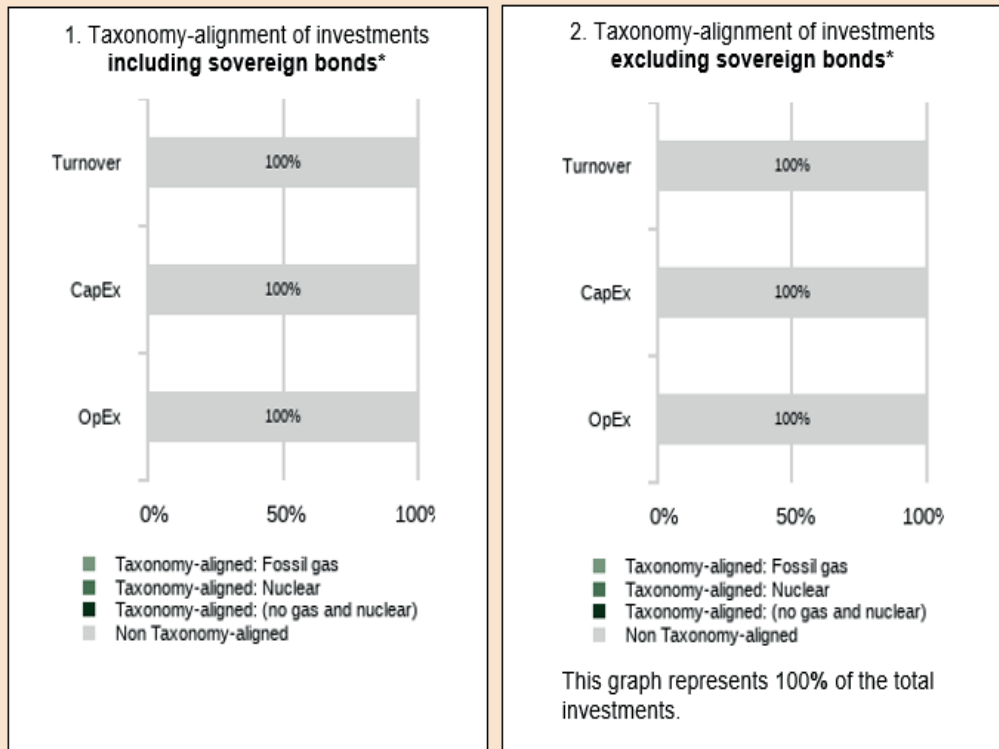 1. Taxonomy-alignment of investments
including sovereign bonds*
Turnover
100%
CapEx
100%
OpEx
100%
0%
50%
100%
Taxonomy-aligned: Fossil gas
Taxonomy-aligned: Nuclear
Taxonomy-aligned: (no gas and nuclear)
Non Taxonomy-aligned
2. Taxonomy-alignment of investments
excluding sovereign bonds*
Turnover
100%
CapEx
100%
OpEx
100%
0%
50%
100%
Taxonomy-aligned: Fossil gas
Taxonomy-aligned: Nuclear
Taxonomy-aligned: (no gas and nuclear)
Non Taxonomy-aligned
This graph represents 100% of the total
investments.